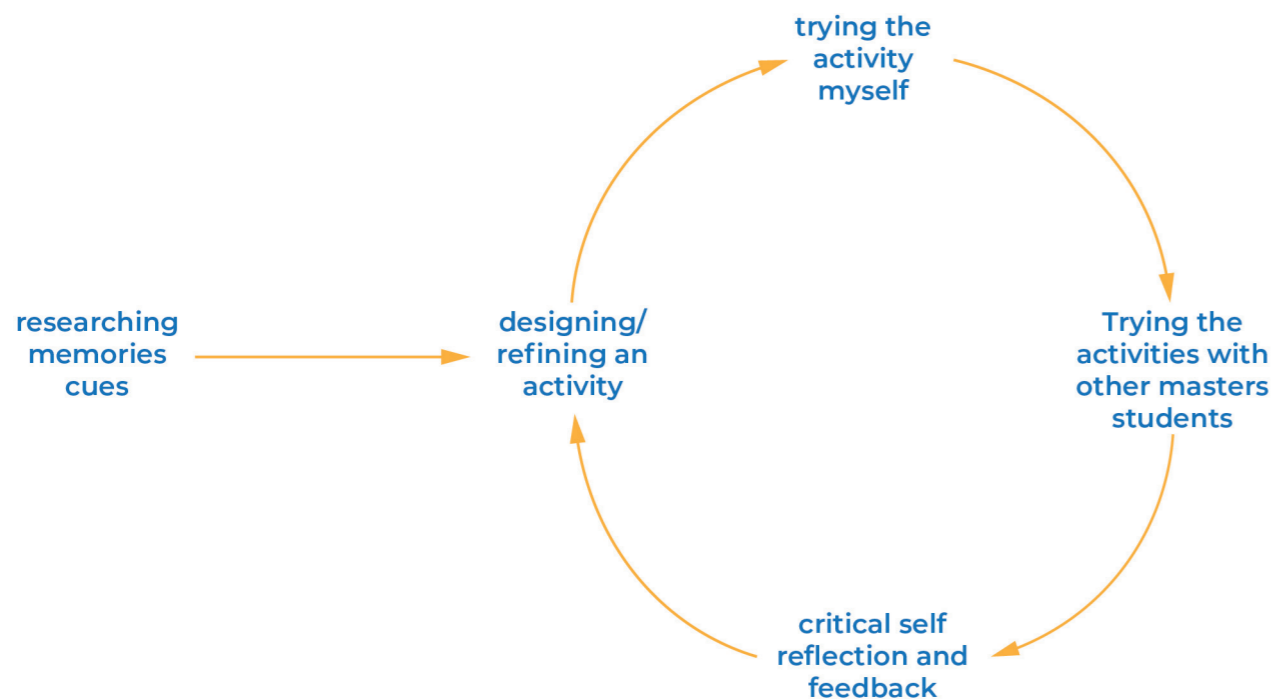 trying the
activity
myself
researching
memories
cues
designing/
refining an
activity
Trying the
activities with
other masters
students
critical self
reflection and
feedback